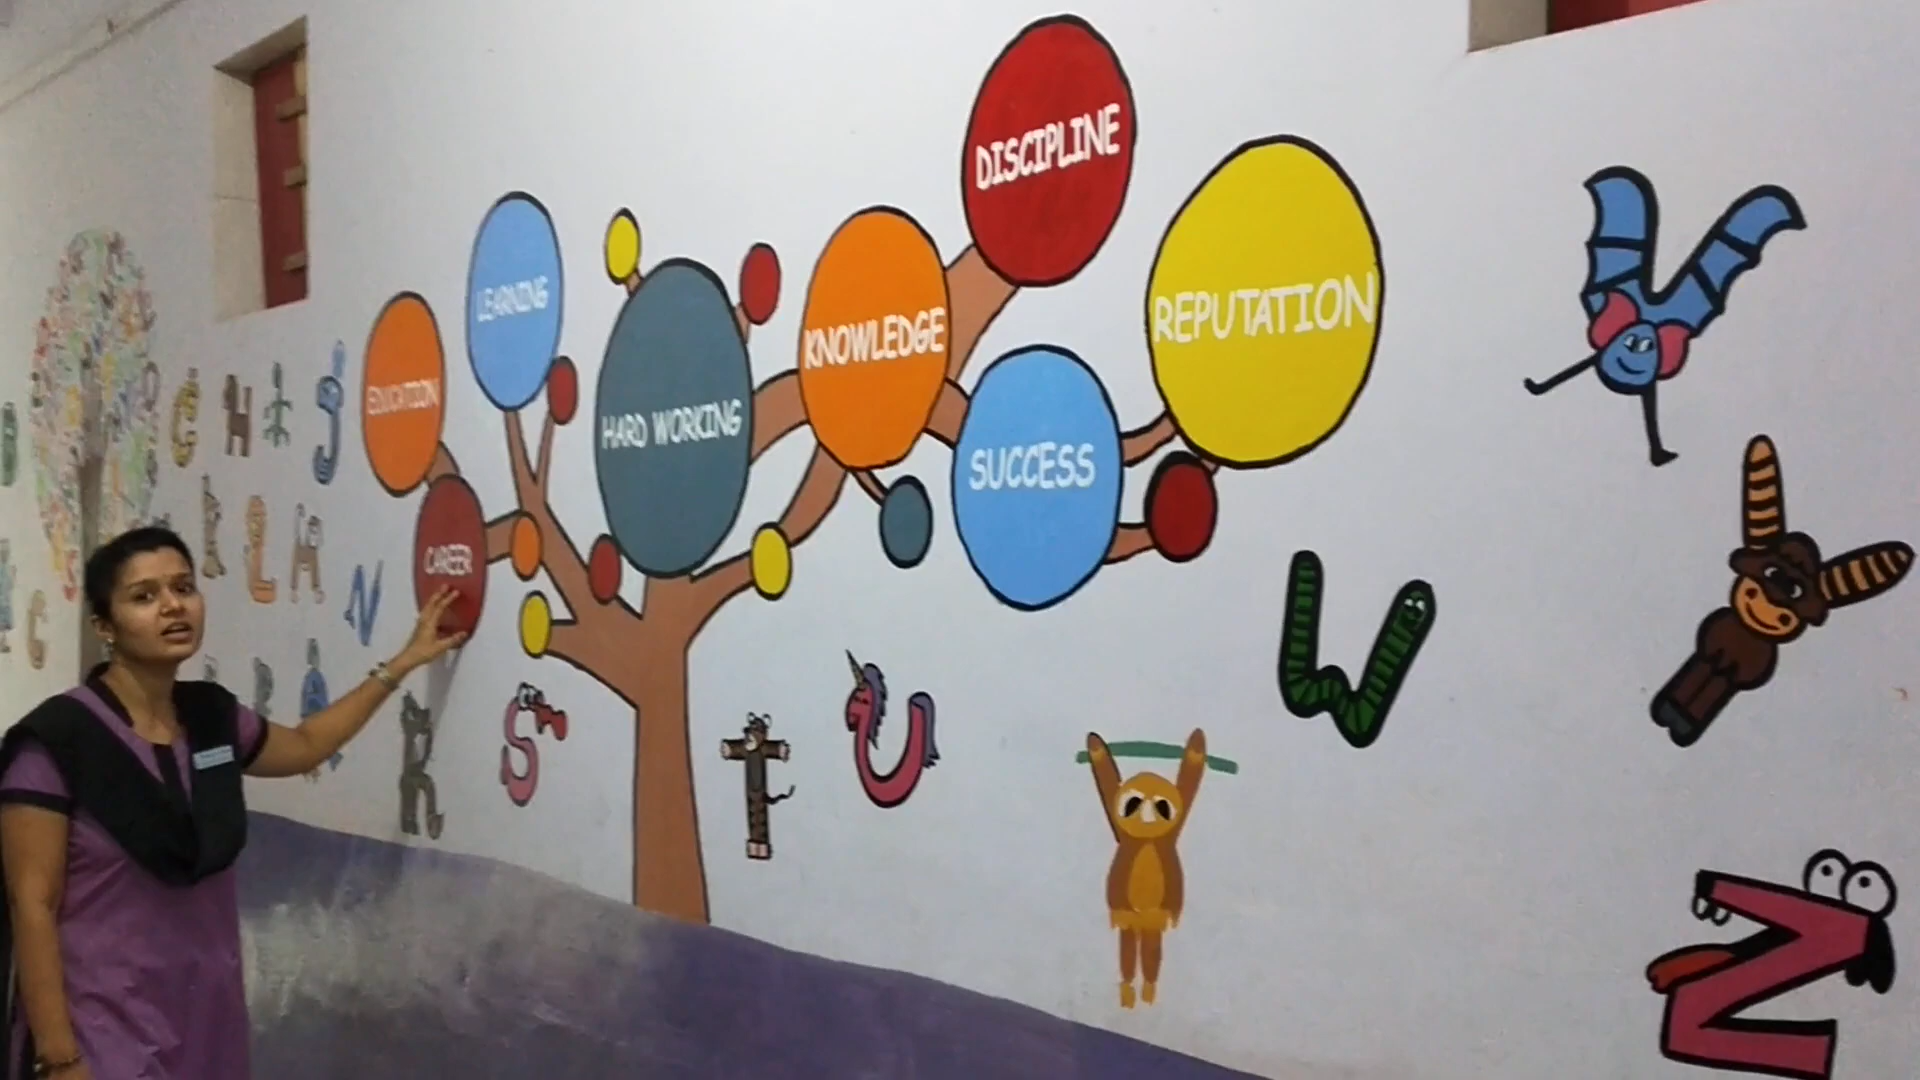 DISCIPLINE
LEARNING
REPUTATION
KNOWLEDGE
EDUCATION
HARD WORKING
SUCCESS
CAREER
G H I J
K L M N
R S T U V W Y Z
B
C